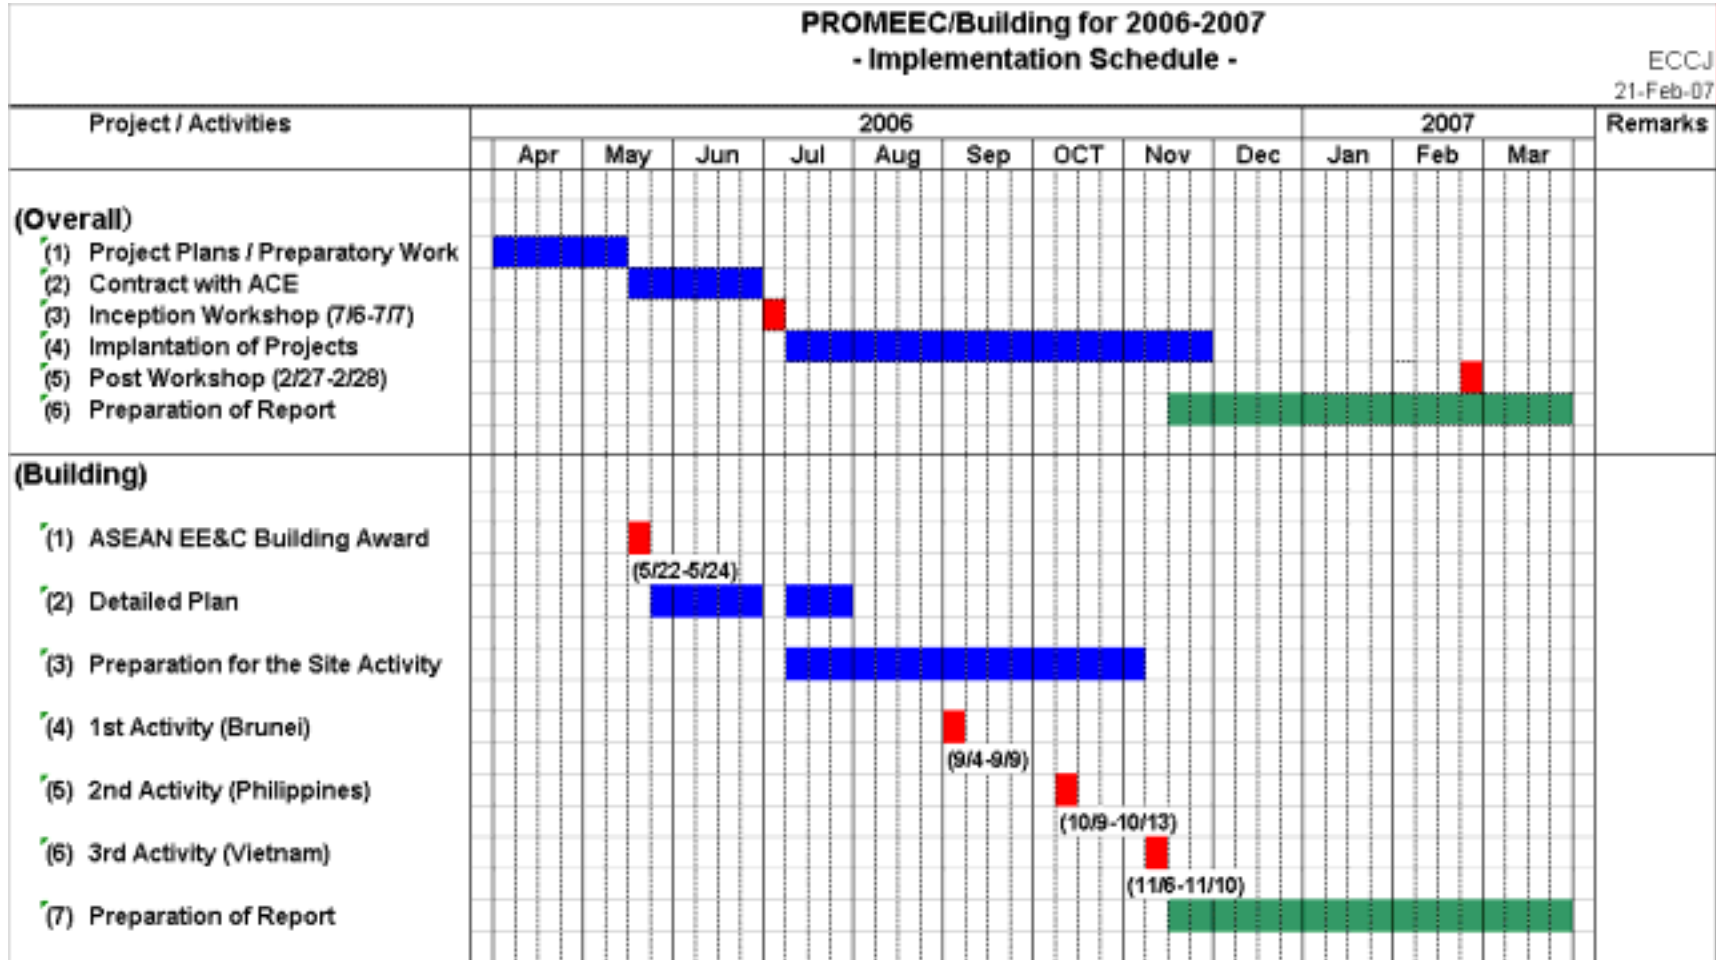 PROMEEC/Building for 2006-2007
- Implementation Schedule -
ECCJ
21-Feb-07
Project / Activities 2006 2007 Remarks
Apr May Jun Jul Aug Sep OCT Nov Dec Jan Feb Mar
(Overall)
(1) Project Plans / Preparatory Work
(2) Contract with ACE
(3) Inception Workshop (7/6-7/7)
(4) Implantation of Projects
(5) Post Workshop (2/27-2/28)
(6) Preparation of Report
(Building)
(1) ASEAN EE&C Building Award
(5/22-5/24)
(2) Detailed Plan
(3) Preparation for the Site Activity
(4) 1st Activity (Brunei)
(9/4-9/9)
(5) 2nd Activity (Philippines)
(10/9-10/13)
(6) 3rd Activity (Vietnam)
(11/6-11/10)
(7) Preparation of Report